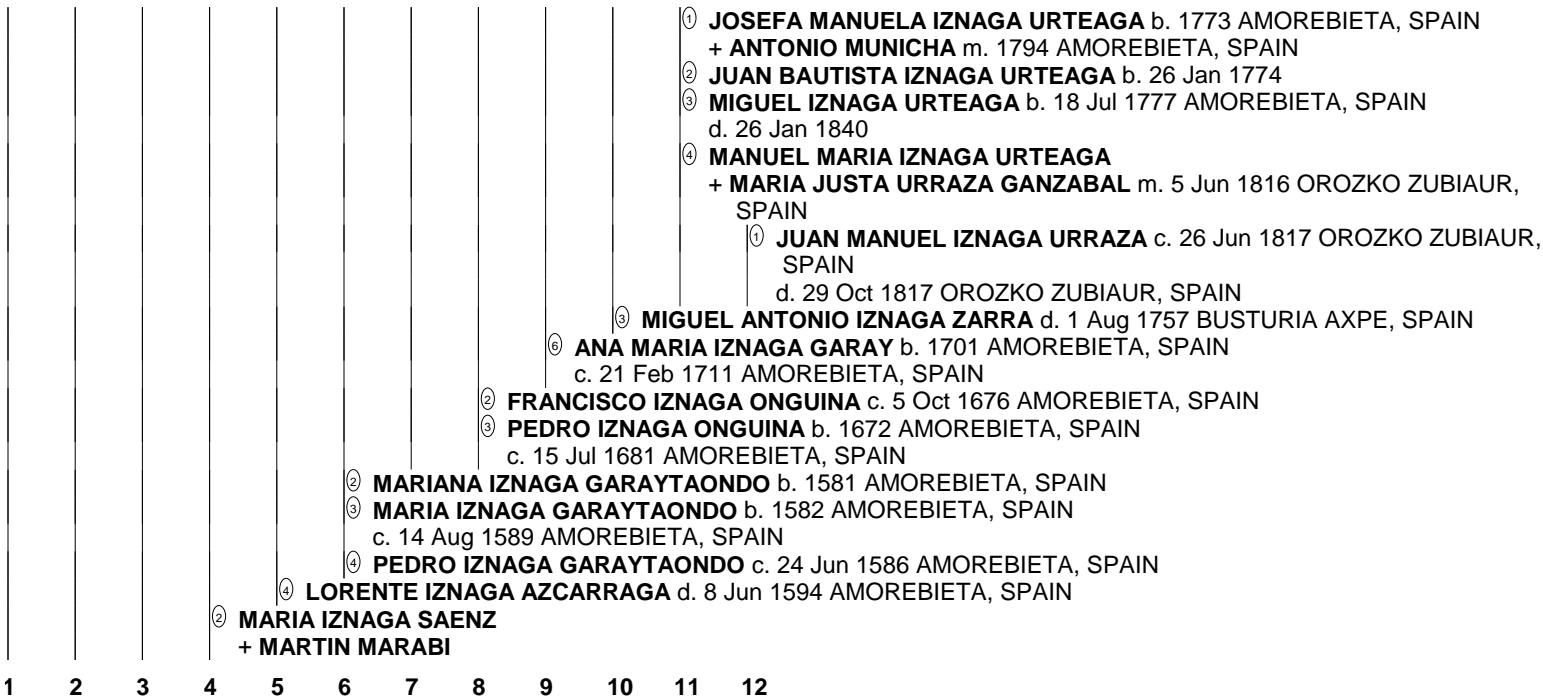 ① JOSEFA MANUELA IZNAGA URTEAGA b. 1773 AMOREBIETA, SPAIN
+ ANTONIO MUNICHA m. 1794 AMOREBIETA, SPAIN
② JUAN BAUTISTA IZNAGA URTEAGA b. 26 Jan 1774
③ MIGUEL IZNAGA URTEAGA b. 18 Jul 1777 AMOREBIETA, SPAIN
d. 26 Jan 1840
④ MANUEL MARIA IZNAGA URTEAGA
+ MARIA JUSTA URRAZA GANZABAL m. 5 Jun 1816 OROZKO ZUBIAUR,
SPAIN
① JUAN MANUEL IZNAGA URRAZA c. 26 Jun 1817 OROZKO ZUBIAUR,
SPAIN
d. 29 Oct 1817 OROZKO ZUBIAUR, SPAIN
③ MIGUEL ANTONIO IZNAGA ZARRA d. 1 Aug 1757 BUSTURIA AXPE, SPAIN
⑥ ANA MARIA IZNAGA GARAY b. 1701 AMOREBIETA, SPAIN
c. 21 Feb 1711 AMOREBIETA, SPAIN
② FRANCISCO IZNAGA ONGUINA c. 5 Oct 1676 AMOREBIETA, SPAIN
③ PEDRO IZNAGA ONGUINA b. 1672 AMOREBIETA, SPAIN
c. 15 Jul 1681 AMOREBIETA, SPAIN
② MARIANA IZNAGA GARAYTAONDO b. 1581 AMOREBIETA, SPAIN
③ MARIA IZNAGA GARAYTAONDO b. 1582 AMOREBIETA, SPAIN
c. 14 Aug 1589 AMOREBIETA, SPAIN
④ PEDRO IZNAGA GARAYTAONDO c. 24 Jun 1586 AMOREBIETA, SPAIN
④ LORENTE IZNAGA AZCARRAGA d. 8 Jun 1594 AMOREBIETA, SPAIN
② MARIA IZNAGA SAENZ
+ MARTIN MARABI
1 2 3 4 5 6 7 8 9 10 11 12